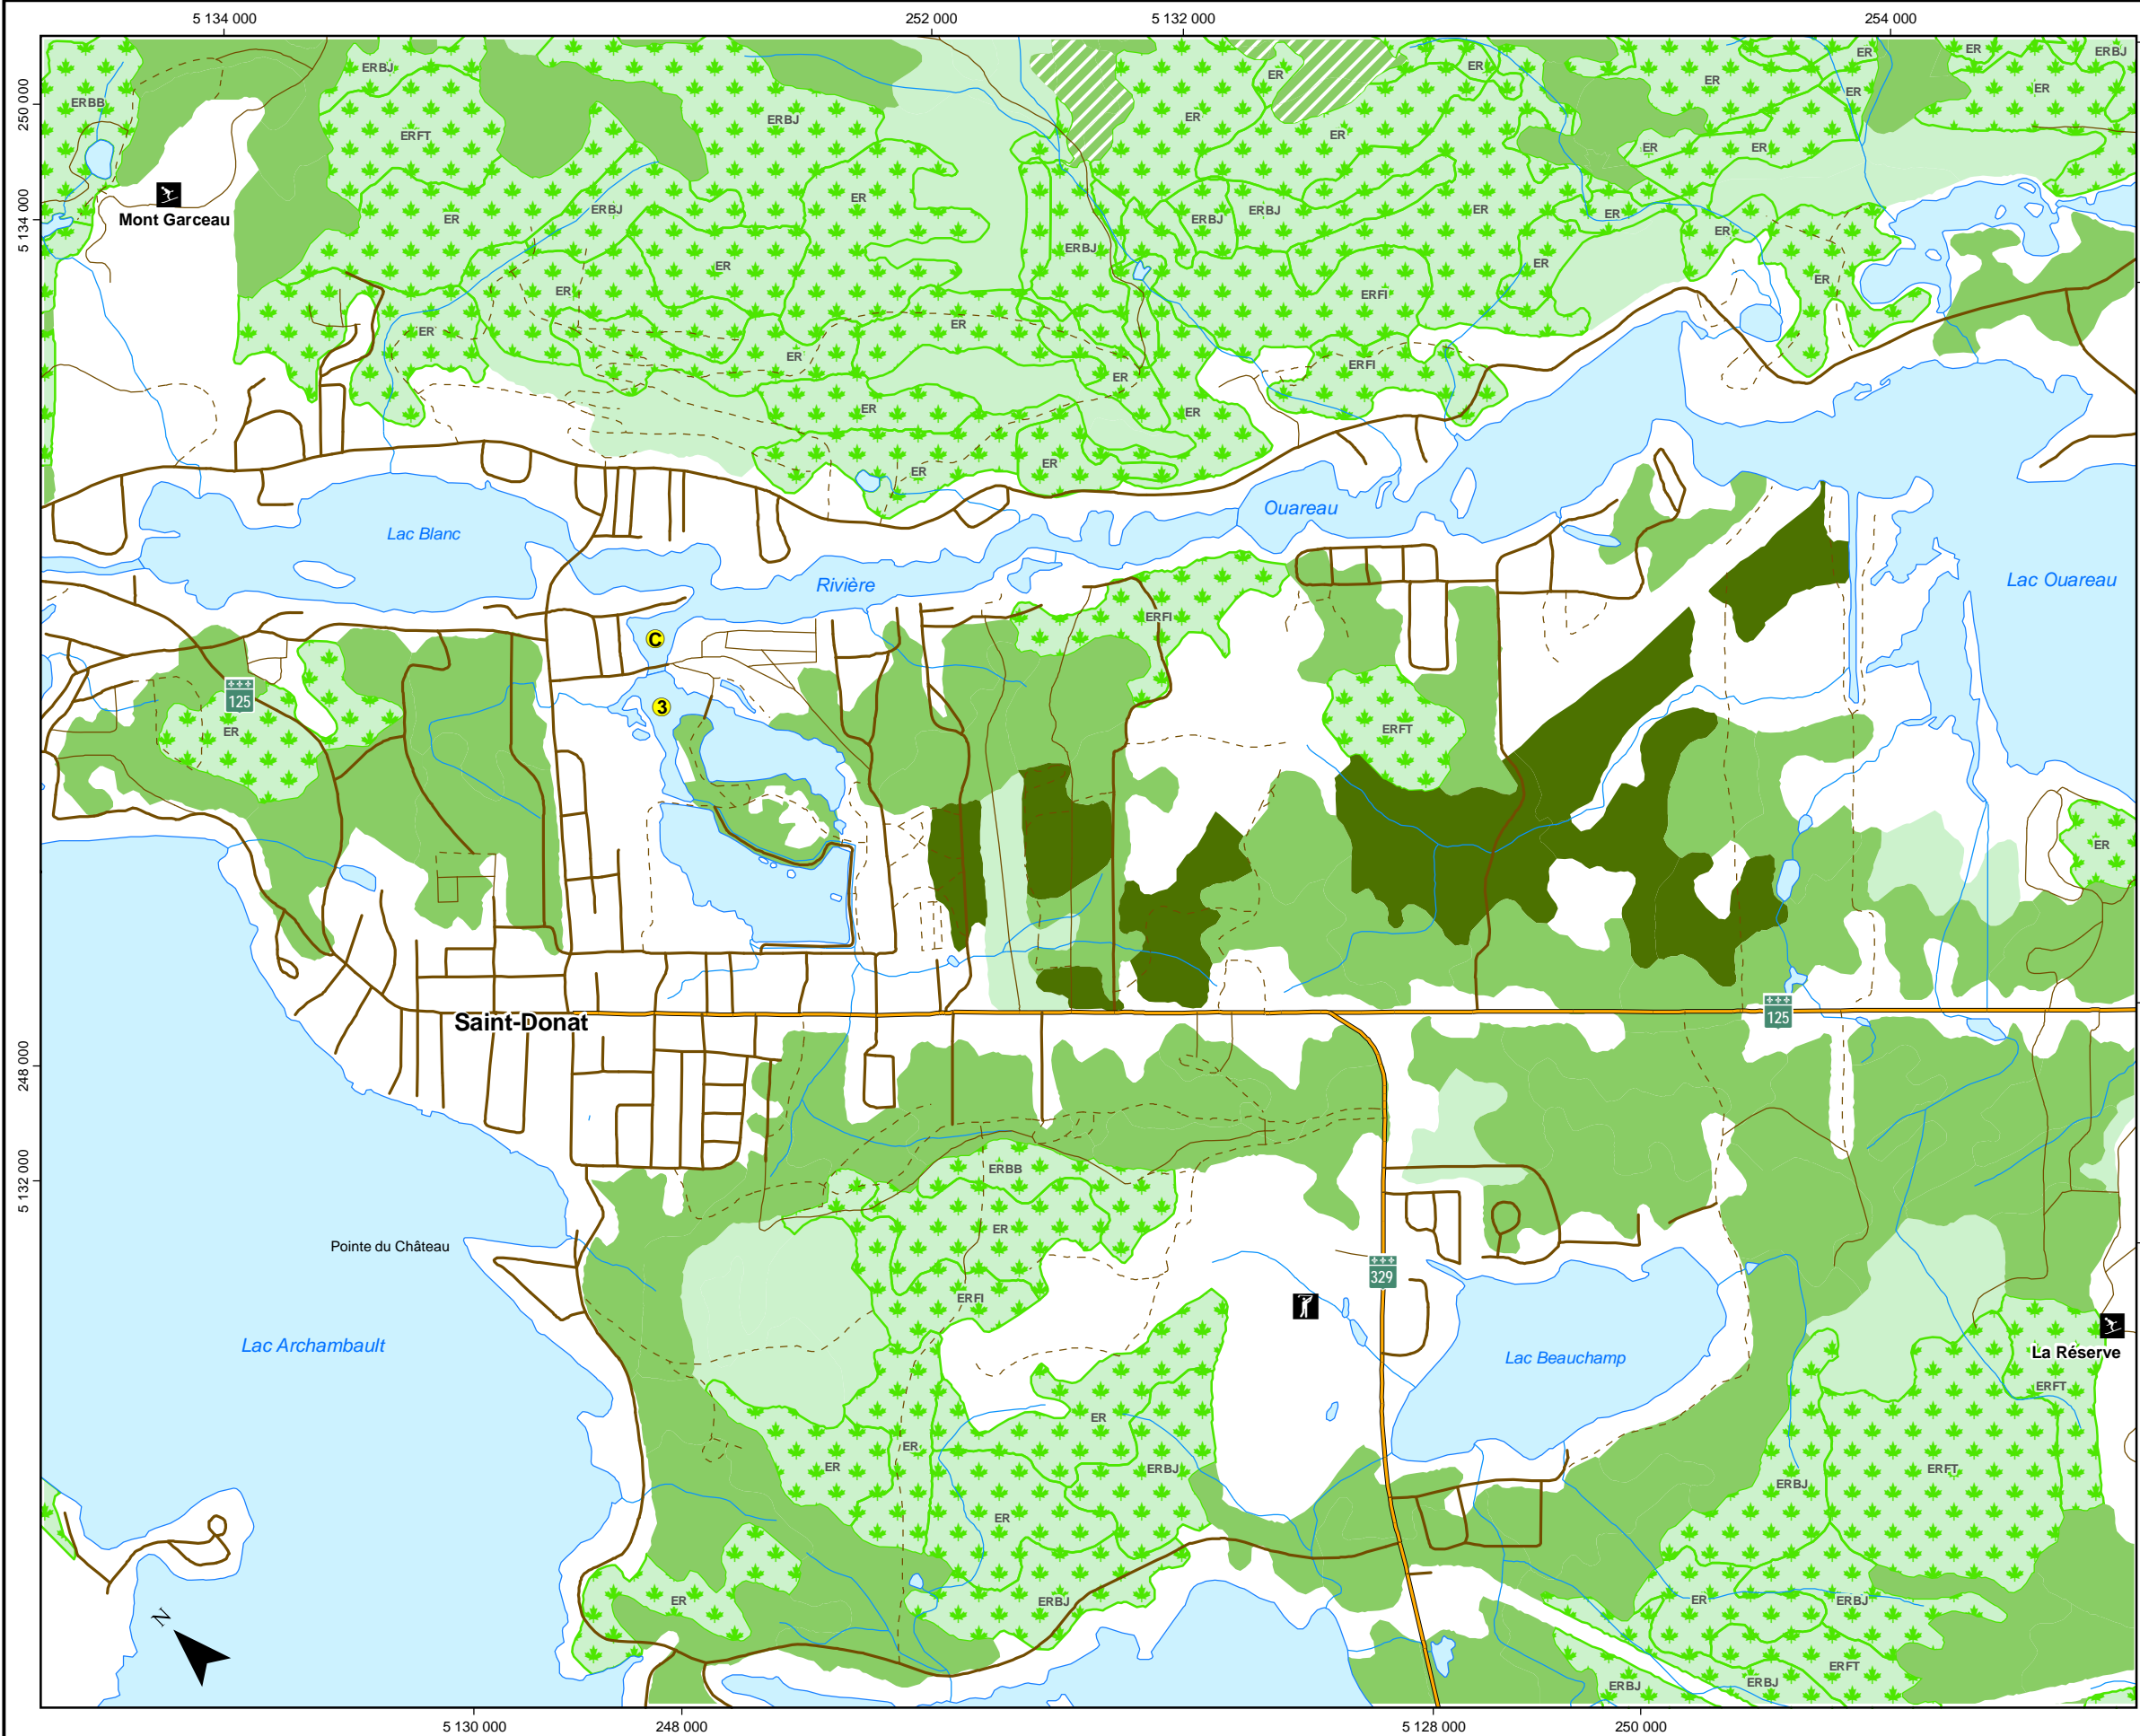 5 134 000
252 000
5 132 000
254 000
250 000
5 134 000
248 000
5 132 000
ERBJ
ERBB
ERFT
ERBJ
ER
ER
ER
ER
ER
ER
ER
ER
ERBJ
ER
ER
ER
Mont Garceau
ER
ERBJ
ER
ERBJ
ERBJ
ERBJ
ER
ER
ER
ER
ER
ER
ERFI
ER
ER
ER
ER
ER
ERFI
ER
ER
ER
ER
Lac Blanc
Ouareau
Rivière
Lac Ouareau
ERFI
C
3
125
ER
ERFT
ER
Saint-Donat
125
ERBB
ER
Pointe du Château
329
ERFI
Lac Archambault
Lac Beauchamp
La Réserve
ERFT
ER
ER
ER
ERBJ
ERFT
ERBJ
ER
ER
ERBJ
ER
ERBJ
N
ERFT
ERBJ
ERBJ
5 130 000
248 000
5 128 000
250 000